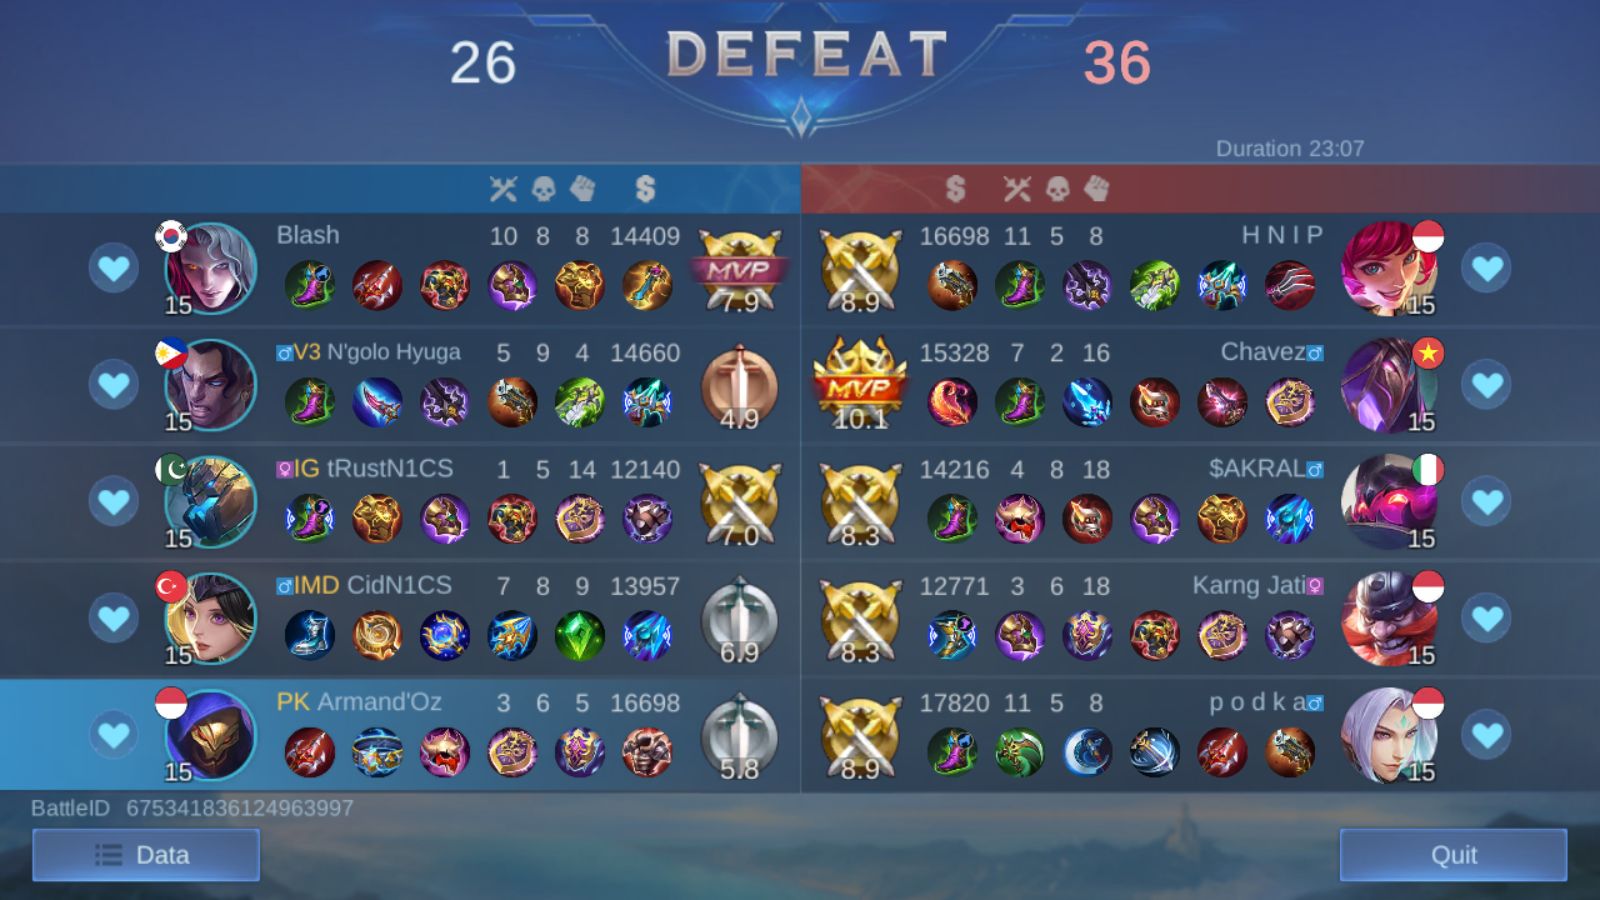 26 DEFEAT 36
Duration 23:07
Blash 10 8 8 14409
15 MVP 7.9
16698 11 5 8 H N I P
8.9 15
V3 N'golo Hyuga 5 9 4 14660
15 4.9
15328 7 2 16 Chavez
MVP 10.1 15
IG tRustN1CS 1 5 14 12140
15 7.0
14216 4 8 18 $AKRAL
8.3 15
IMD CidN1CS 7 8 9 13957
15 6.9
12771 3 6 18 Karng Jati
8.3 15
PK Armand'Oz 3 6 5 16698
15 5.8
17820 11 5 8 p o d k a
8.9 15
BattleID 675341836124963997
Data
Quit